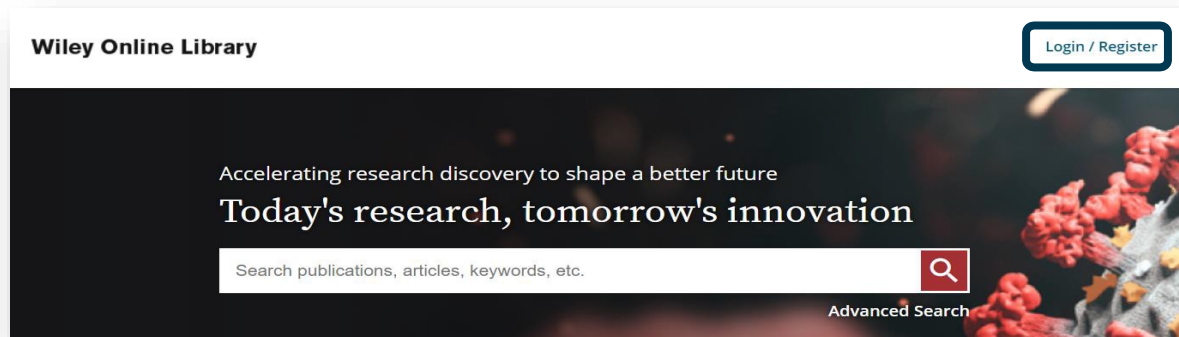 Wiley Online Library
Login / Register
Accelerating research discovery to shape a better future
Today's research, tomorrow's innovation
Search publications, articles, keywords, etc.
Advanced Search